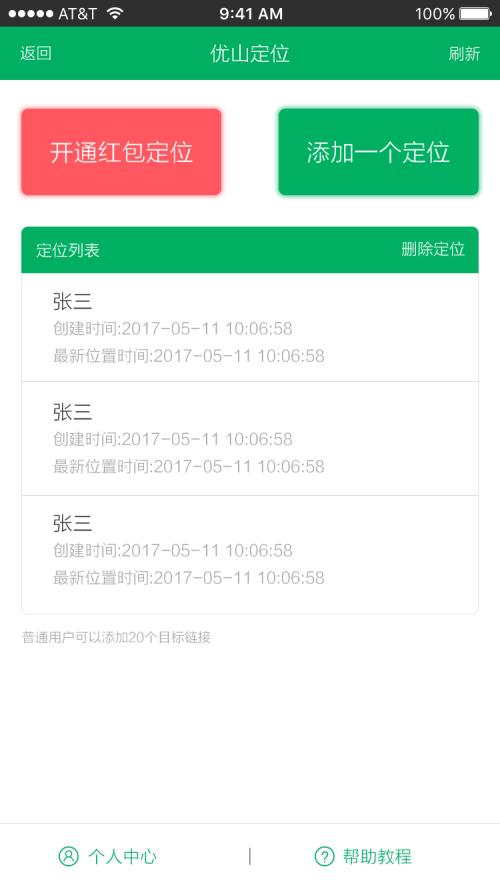 AT&T 9:41 AM 100%
返回 优山定位 刷新
开通红包定位 添加一个定位
定位列表 删除定位
张三
创建时间:2017-05-11 10:06:58
最新位置时间:2017-05-11 10:06:58
张三
创建时间:2017-05-11 10:06:58
最新位置时间:2017-05-11 10:06:58
张三
创建时间:2017-05-11 10:06:58
最新位置时间:2017-05-11 10:06:58
普通用户可以添加20个目标链接
个人中心 | 帮助教程